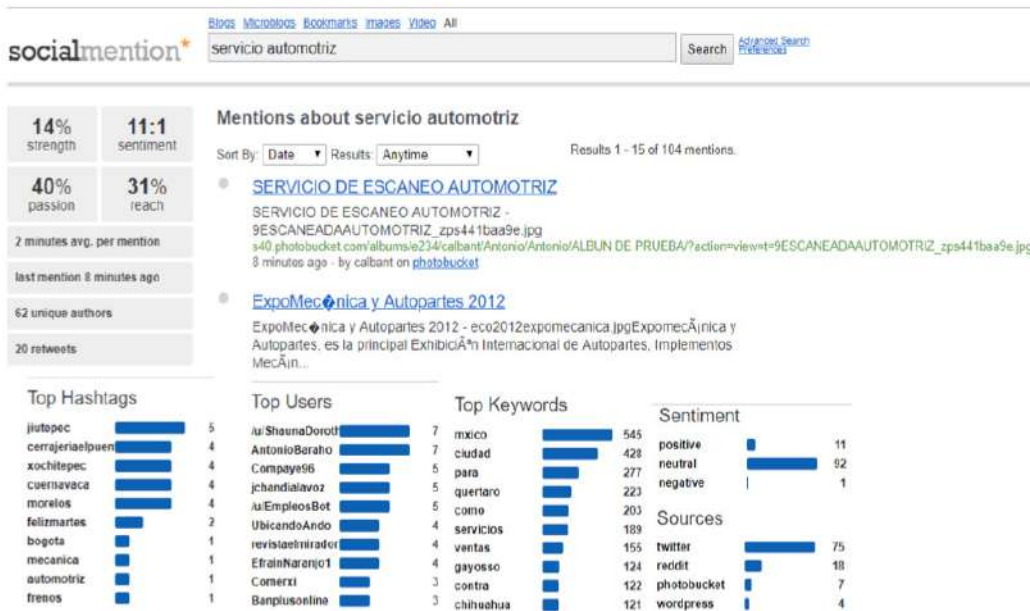 Blogs Microblogs Bookmarks Images Video All
socialmention*
servicio automotriz
Search
Advanced Search
Preferences
14%
strength
11:1
sentiment
40%
passion
31%
reach
2 minutes avg. per mention
last mention 8 minutes ago
62 unique authors
20 retweets
Mentions about servicio automotriz
Sort By: Date Results: Anytime
Results 1 - 15 of 104 mentions.
SERVICIO DE ESCANEO AUTOMOTRIZ
SERVICIO DE ESCANEO AUTOMOTRIZ -
9ESCANEADAAUTOMOTRIZ_zps441baa9e.jpg
s40.photobucket.com/albums/e234/calbant/Antonio/Antonio/ALBUN DE PRUEBA/?action=view=t=9ESCANEADAAUTOMOTRIZ_zps441baa9e.jpg
8 minutes ago - by calbant on photobucket
ExpoMec�nica y Autopartes 2012
ExpoMec�nica y Autopartes 2012 - eco2012expomecanica.jpgExpomecÃ¡nica y
Autopartes, es la principal ExhibiciÃªn Internacional de Autopartes, Implementos
MecÃ¡n...
Top Hashtags
jiutepec 5
cerrajeriaelpuen 4
xochitepec 4
cuernavaca 4
morelos 4
felizmartes 2
bogota 1
mecanica 1
automotriz 1
frenos 1
Top Users
/u/ShaunaDoroth 7
AntonioBaraho 7
Compaye96 5
jchandialavoz 5
/u/EmpleosBot 5
UbicandoAndo 4
revistaelmirador 4
EfrainNaranjo1 4
Comerxi 3
Banplusonline 3
Top Keywords
mxico 545
ciudad 428
para 277
quertaro 223
como 203
servicios 189
ventas 155
gayosso 124
contra 122
chihuahua 121
Sentiment
positive 11
neutral 92
negative 1
Sources
twitter 75
reddit 18
photobucket 7
wordpress 4